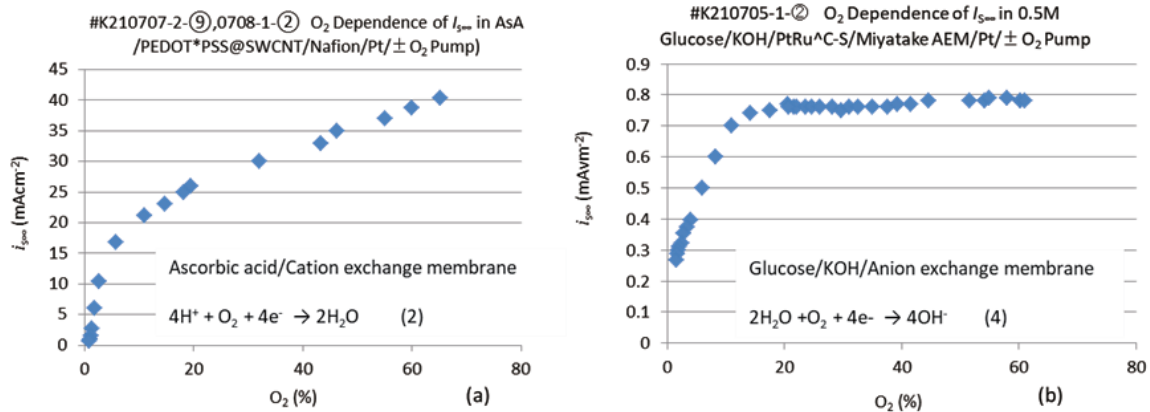 #K210707-2-⑨,0708-1-② O₂ Dependence of Iₛ∞ in AsA
/PEDOT*PSS@SWCNT/Nafion/Pt/± O₂ Pump)
45
40
35
30
25
20
15
10
5
0
iₛ∞ (mAcm⁻²)
Ascorbic acid/Cation exchange membrane
4H⁺ + O₂ + 4e⁻ → 2H₂O (2)
0 20 40 60 80
O₂ (%) (a)
#K210705-1-② O₂ Dependence of Iₛ∞ in 0.5M
Glucose/KOH/PtRu^C-S/Miyatake AEM/Pt/± O₂ Pump
0.9
0.8
0.7
0.6
0.5
0.4
0.3
0.2
0.1
0
iₛ∞ (mAvm⁻²)
Glucose/KOH/Anion exchange membrane
2H₂O +O₂ + 4e- → 4OH⁻ (4)
0 20 40 60 80
O₂ (%) (b)